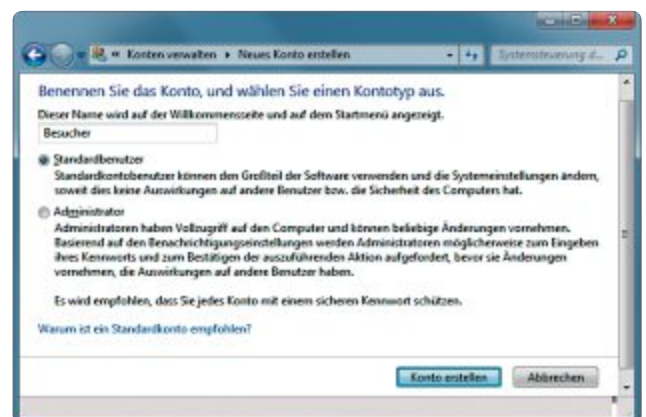 « Konten verwalten ▸ Neues Konto erstellen
Systemsteuerung d...
Benennen Sie das Konto, und wählen Sie einen Kontotyp aus.
Dieser Name wird auf der Willkommensseite und auf dem Startmenü angezeigt.
Besucher
Standardbenutzer
Standardkontobenutzer können den Großteil der Software verwenden und die Systemeinstellungen ändern,
soweit dies keine Auswirkungen auf andere Benutzer bzw. die Sicherheit des Computers hat.
Administrator
Administratoren haben Vollzugriff auf den Computer und können beliebige Änderungen vornehmen.
Basierend auf den Benachrichtigungseinstellungen werden Administratoren möglicherweise zum Eingeben
ihres Kennworts und zum Bestätigen der auszuführenden Aktion aufgefordert, bevor sie Änderungen
vornehmen, die Auswirkungen auf andere Benutzer haben.
Es wird empfohlen, dass Sie jedes Konto mit einem sicheren Kennwort schützen.
Warum ist ein Standardkonto empfohlen?
Konto erstellen Abbrechen